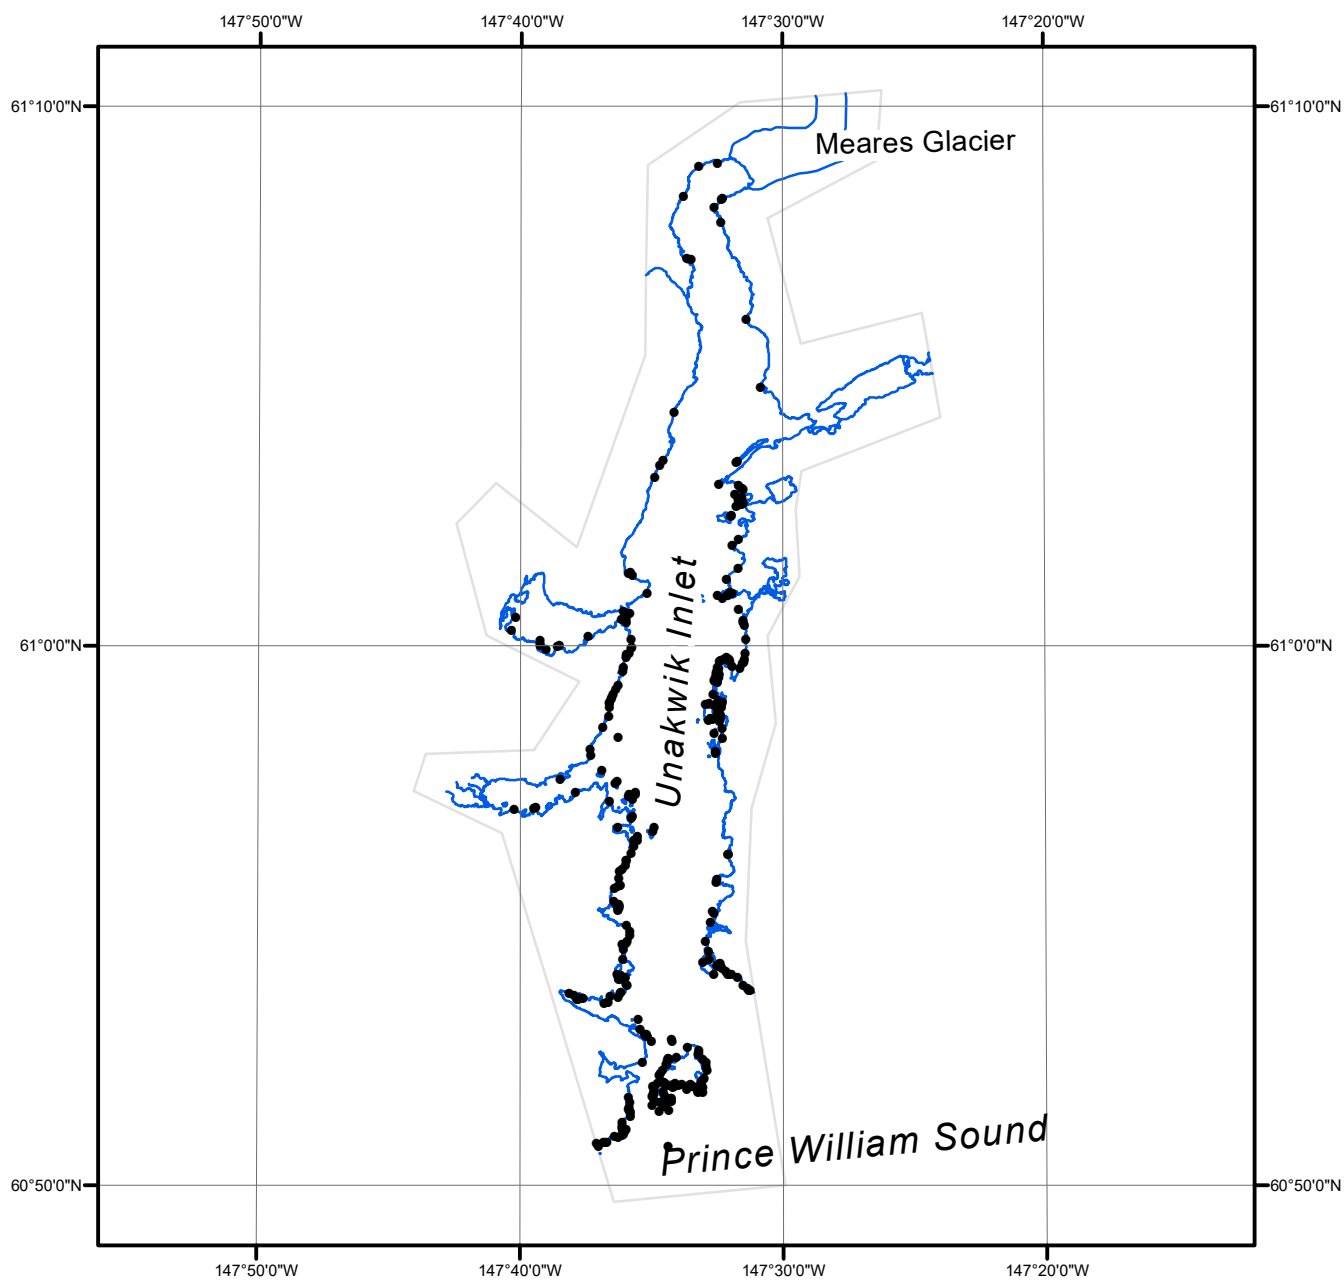 147°50'0"W 147°40'0"W 147°30'0"W 147°20'0"W
61°10'0"N 61°10'0"N
Meares Glacier
Unakwik Inlet
61°0'0"N 61°0'0"N
Prince William Sound
60°50'0"N 60°50'0"N
147°50'0"W 147°40'0"W 147°30'0"W 147°20'0"W